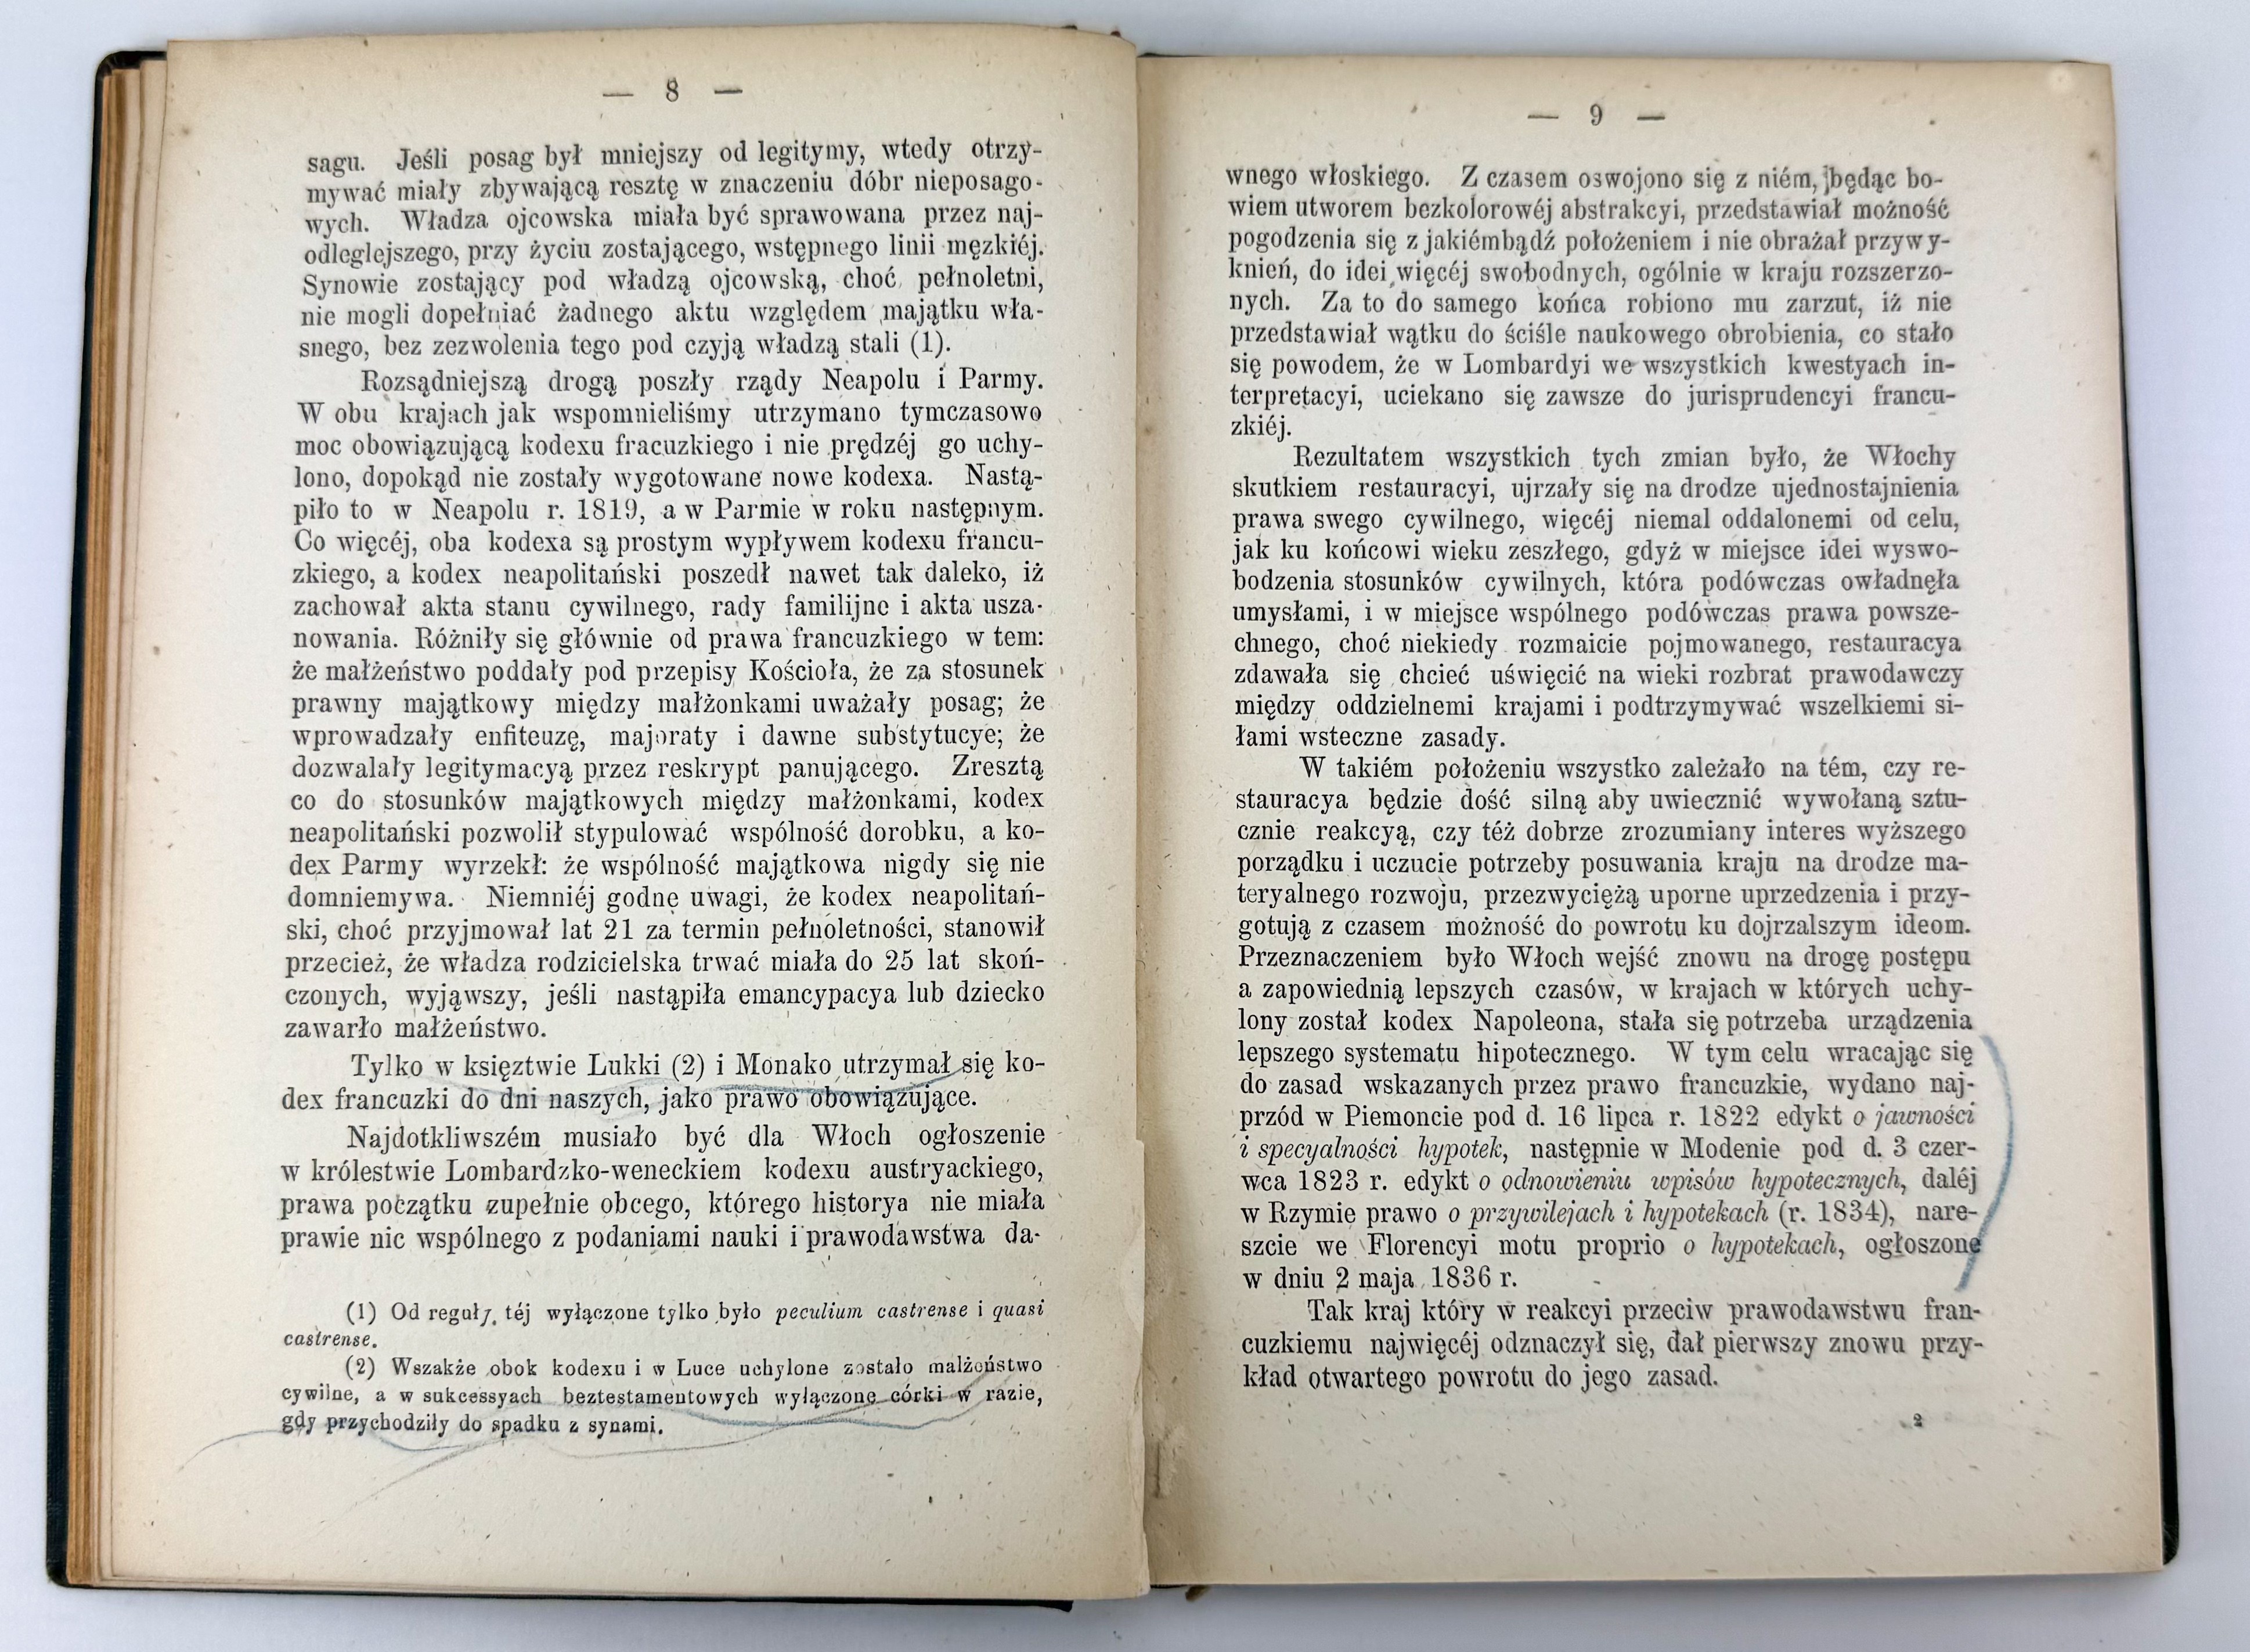 — 8 —
sagu. Jeśli posag był mniejszy od legitymy, wtedy otrzy-
mywać miały zbywającą resztę w znaczeniu dóbr nieposago-
wych. Władza ojcowska miała być sprawowana przez naj-
odleglejszego, przy życiu zostającego, wstępnego linii męzkiéj.
Synowie zostający pod władzą ojcowską, choć pełnoletni,
nie mogli dopełniać żadnego aktu względem majątku wła-
snego, bez zezwolenia tego pod czyją władzą stali (1).
Rozsądniejszą drogą poszły rządy Neapolu i Parmy.
W obu krajach jak wspomnieliśmy utrzymano tymczasowo
moc obowiązującą kodexu fracuzkiego i nie prędzéj go uchy-
lono, dopokąd nie zostały wygotowane nowe kodexa. Nastą-
piło to w Neapolu r. 1819, a w Parmie w roku następnym.
Co więcéj, oba kodexa są prostym wypływem kodexu francu-
zkiego, a kodex neapolitański poszedł nawet tak daleko, iż
zachował akta stanu cywilnego, rady familijne i akta usza-
nowania. Różniły się głównie od prawa francuzkiego w tem:
że małżeństwo poddały pod przepisy Kościoła, że za stosunek
prawny majątkowy między małżonkami uważały posag; że
wprowadzały enfiteuzę, majoraty i dawne substytucye; że
dozwalały legitymacyą przez reskrypt panującego. Zresztą
co do stosunków majątkowych między małżonkami, kodex
neapolitański pozwolił stypulować wspólność dorobku, a ko-
dex Parmy wyrzekł: że wspólność majątkowa nigdy się nie
domniemywa. Niemniéj godne uwagi, że kodex neapolitań-
ski, choć przyjmował lat 21 za termin pełnoletności, stanowił
przecież, że władza rodzicielska trwać miała do 25 lat skoń-
czonych, wyjąwszy, jeśli nastąpiła emancypacya lub dziecko
zawarło małżeństwo.
Tylko w księztwie Lukki (2) i Monako utrzymał się ko-
dex francuzki do dni naszych, jako prawo obowiązujące.
Najdotkliwszém musiało być dla Włoch ogłoszenie
w królestwie Lombardzko-weneckiem kodexu austryackiego,
prawa początku zupełnie obcego, którego historya nie miała
prawie nic wspólnego z podaniami nauki i prawodawstwa da-
(1) Od reguły téj wyłączone tylko było peculium castrense i quasi
castrense.
(2) Wszakże obok kodexu i w Luce uchylone zostało małżeństwo
cywilne, a w sukcessyach beztestamentowych wyłączone córki w razie,
gdy przychodziły do spadku z synami.
— 9 —
wnego włoskiego. Z czasem oswojono się z niém, będąc bo-
wiem utworem bezkolorowéj abstrakcyi, przedstawiał możność
pogodzenia się z jakiémbądź położeniem i nie obrażał przywy-
knień, do idei więcéj swobodnych, ogólnie w kraju rozszerzo-
nych. Za to do samego końca robiono mu zarzut, iż nie
przedstawiał wątku do ściśle naukowego obrobienia, co stało
się powodem, że w Lombardyi we wszystkich kwestyach in-
terpretacyi, uciekano się zawsze do jurisprudencyi francu-
zkiéj.
Rezultatem wszystkich tych zmian było, że Włochy
skutkiem restauracyi, ujrzały się na drodze ujednostajnienia
prawa swego cywilnego, więcéj niemal oddalonemi od celu,
jak ku końcowi wieku zeszłego, gdyż w miejsce idei wyswo-
bodzenia stosunków cywilnych, która podówczas owładnęła
umysłami, i w miejsce wspólnego podówczas prawa powsze-
chnego, choć niekiedy rozmaicie pojmowanego, restauracya
zdawała się chcieć uświęcić na wieki rozbrat prawodawczy
między oddzielnemi krajami i podtrzymywać wszelkiemi si-
łami wsteczne zasady.
W takiém położeniu wszystko zależało na tém, czy re-
stauracya będzie dość silną aby uwiecznić wywołaną sztu-
cznie reakcyą, czy téż dobrze zrozumiany interes wyższego
porządku i uczucie potrzeby posuwania kraju na drodze ma-
teryalnego rozwoju, przezwyciężą uporne uprzedzenia i przy-
gotują z czasem możność do powrotu ku dojrzalszym ideom.
Przeznaczeniem było Włoch wejść znowu na drogę postępu
a zapowiednią lepszych czasów, w krajach w których uchy-
lony został kodex Napoleona, stała się potrzeba urządzenia
lepszego systematu hipotecznego. W tym celu wracając się
do zasad wskazanych przez prawo francuzkie, wydano naj-
przód w Piemoncie pod d. 16 lipca r. 1822 edykt o jawności
i specyalności hypotek, następnie w Modenie pod d. 3 czer-
wca 1823 r. edykt o odnowieniu wpisów hypotecznych, daléj
w Rzymie prawo o przywilejach i hypotekach (r. 1834), nare-
szcie we Florencyi motu proprio o hypotekach, ogłoszone
w dniu 2 maja 1836 r.
Tak kraj który w reakcyi przeciw prawodawstwu fran-
cuzkiemu najwięcéj odznaczył się, dał pierwszy znowu przy-
kład otwartego powrotu do jego zasad.
2